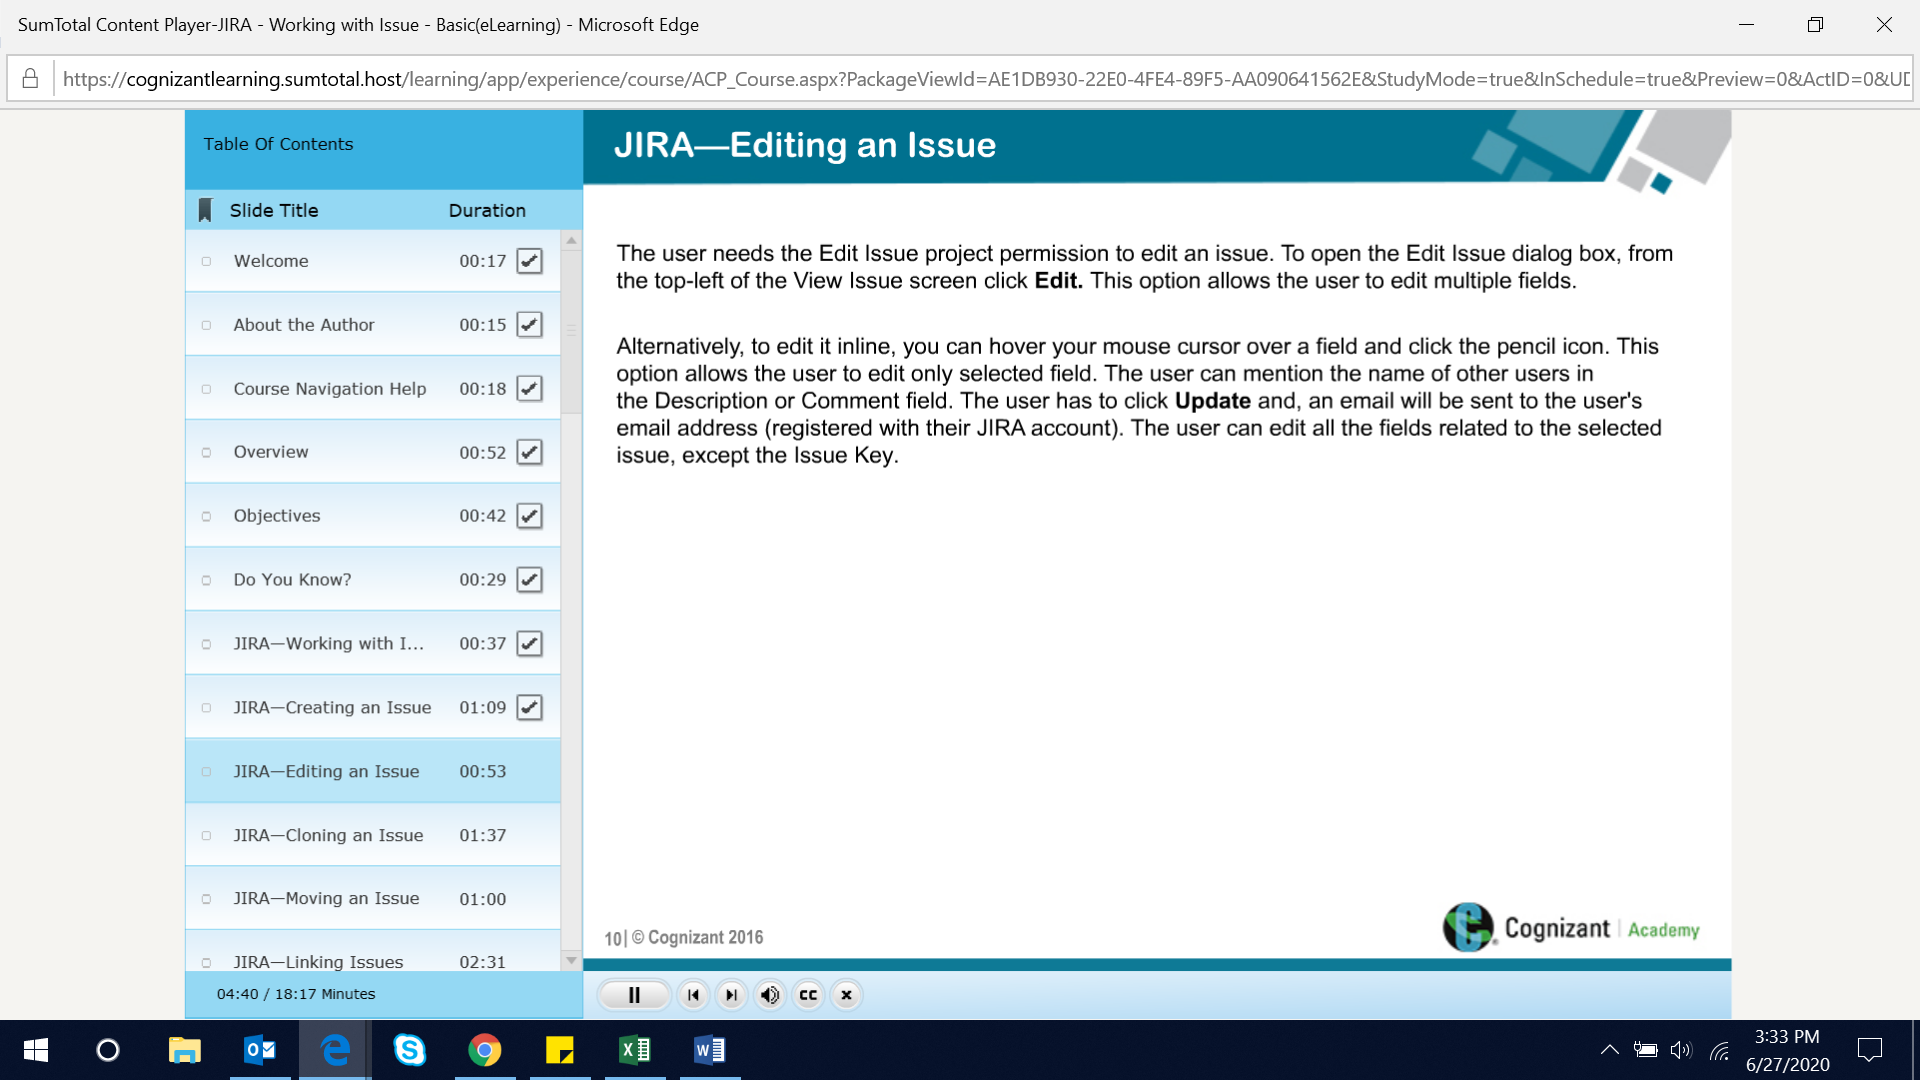 SumTotal Content Player-JIRA - Working with Issue - Basic(eLearning) - Microsoft Edge
https://cognizantlearning.sumtotal.host/learning/app/experience/course/ACP_Course.aspx?PackageViewId=AE1DB930-22E0-4FE4-89F5-AA090641562E&StudyMode=true&InSchedule=true&Preview=0&ActID=0&UD
Table Of Contents
Slide Title Duration
Welcome 00:17
About the Author 00:15
Course Navigation Help 00:18
Overview 00:52
Objectives 00:42
Do You Know? 00:29
JIRA—Working with I... 00:37
JIRA—Creating an Issue 01:09
JIRA—Editing an Issue 00:53
JIRA—Cloning an Issue 01:37
JIRA—Moving an Issue 01:00
JIRA—Linking Issues 02:31
04:40 / 18:17 Minutes
JIRA—Editing an Issue
The user needs the Edit Issue project permission to edit an issue. To open the Edit Issue dialog box, from
the top-left of the View Issue screen click Edit. This option allows the user to edit multiple fields.
Alternatively, to edit it inline, you can hover your mouse cursor over a field and click the pencil icon. This
option allows the user to edit only selected field. The user can mention the name of other users in
the Description or Comment field. The user has to click Update and, an email will be sent to the user's
email address (registered with their JIRA account). The user can edit all the fields related to the selected
issue, except the Issue Key.
10| © Cognizant 2016
Cognizant | Academy
CC
3:33 PM
6/27/2020